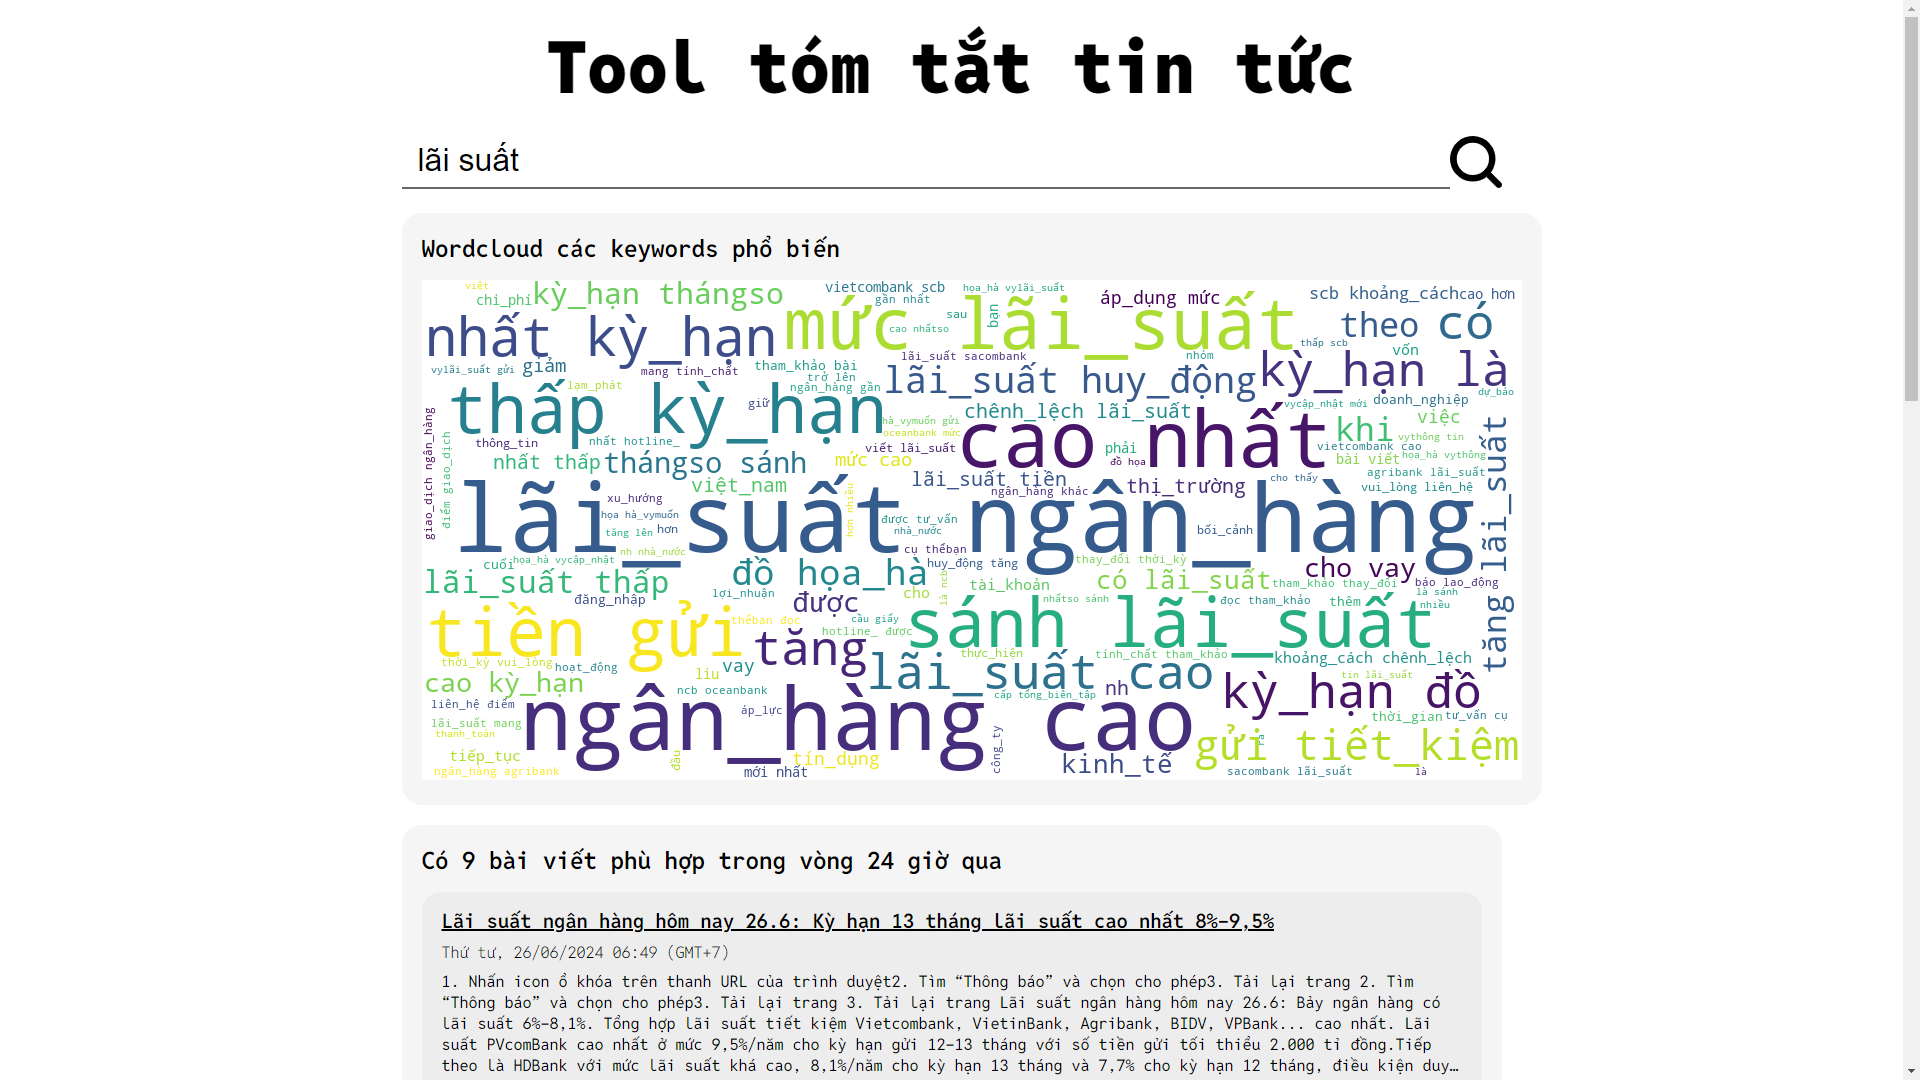 Tool tóm tắt tin tức
lãi suất
Wordcloud các keywords phổ biến
việt
chi_phí
kỳ_hạn thángso
vietcombank scb
gần nhất
họa_hà vylãi_suất
sau
bạn
áp_dụng mức
scb khoảng_cách
cao hơn
nhất kỳ_hạn
mức lãi_suất
cao nhấtso
theo
có
thấp scb
vốn
vylãi_suất gửi
giảm
mang tính_chất
tham_khảo bài
trở lên
ngân_hàng gần
lãi_suất sacombank
nhóm
kỳ_hạn là
lạm_phát
lãi_suất huy_động
dự_báo
thấp kỳ_hạn
giữ
chênh_lệch lãi_suất
vycập_nhật mới
doanh_nghiệp
giao_dịch ngân_hàng
điểm giao_dịch
hà_vymuốn gửi
oceanbank mức
cao nhất
khi
việc
vythông tin
thông_tin
nhất hotline_
viết lãi_suất
phải
đồ họa
vietcombank cao
bài viết
họa_hà vythông
nhất thấp
thángso sánh
mức cao
agribank lãi_suất
việt_nam
lãi_suất tiền
ngân_hàng khác
thị_trường
cho thấy
vui_lòng liên_hệ
xu_hướng
họa hà_vymuốn
tăng lên
hơn
hơn nhiều
lãi_suất ngân_hàng
được tư_vấn
nhà_nước
bối_cảnh
tăng lãi_suất
nh nhà_nước
cụ thểbạn
cuối
họa_hà vycập_nhật
huy_động tăng
thay_đổi thời_kỳ
cho vay
lãi_suất thấp
đồ họa_hà
là ncb
tài_khoản
có lãi_suất
tham_khảo thay_đổi
báo lao_động
là sánh
nhiều
đăng_nhập
lợi_nhuận
được
cho
nhấtso sánh
đọc tham_khảo
thêm
tiền gửi
thểbạn đọc
cầu giấy
hotline_ được
sánh lãi_suất
tăng
thời_kỳ vui_lòng
hoạt_động
liu
vay
thực_hiện
tính_chất tham_khảo
khoảng_cách chênh_lệch
cao kỳ_hạn
ncb oceanbank
lãi_suất cao
cấp tổng_biên_tập
nh
tin lãi_suất
kỳ_hạn đồ
liên_hệ điểm
áp_lực
thời_gian
tư_vấn cụ
lãi_suất mang
thanh_toán
ngân_hàng cao
công_ty
ra
gửi tiết_kiệm
tiếp_tục
đầu
tín_dụng
kinh_tế
ngân_hàng agribank
mới nhất
sacombank lãi_suất
là
Có 9 bài viết phù hợp trong vòng 24 giờ qua
Lãi suất ngân hàng hôm nay 26.6: Kỳ hạn 13 tháng lãi suất cao nhất 8%-9,5%
Thứ tư, 26/06/2024 06:49 (GMT+7)
1. Nhấn icon ổ khóa trên thanh URL của trình duyệt2. Tìm “Thông báo” và chọn cho phép3. Tải lại trang 2. Tìm
“Thông báo” và chọn cho phép3. Tải lại trang 3. Tải lại trang Lãi suất ngân hàng hôm nay 26.6: Bảy ngân hàng có
lãi suất 6%-8,1%. Tổng hợp lãi suất tiết kiệm Vietcombank, VietinBank, Agribank, BIDV, VPBank... cao nhất. Lãi
suất PVcomBank cao nhất ở mức 9,5%/năm cho kỳ hạn gửi 12-13 tháng với số tiền gửi tối thiểu 2.000 tỉ đồng.Tiếp
theo là HDBank với mức lãi suất khá cao, 8,1%/năm cho kỳ hạn 13 tháng và 7,7% cho kỳ hạn 12 tháng, điều kiện duy…